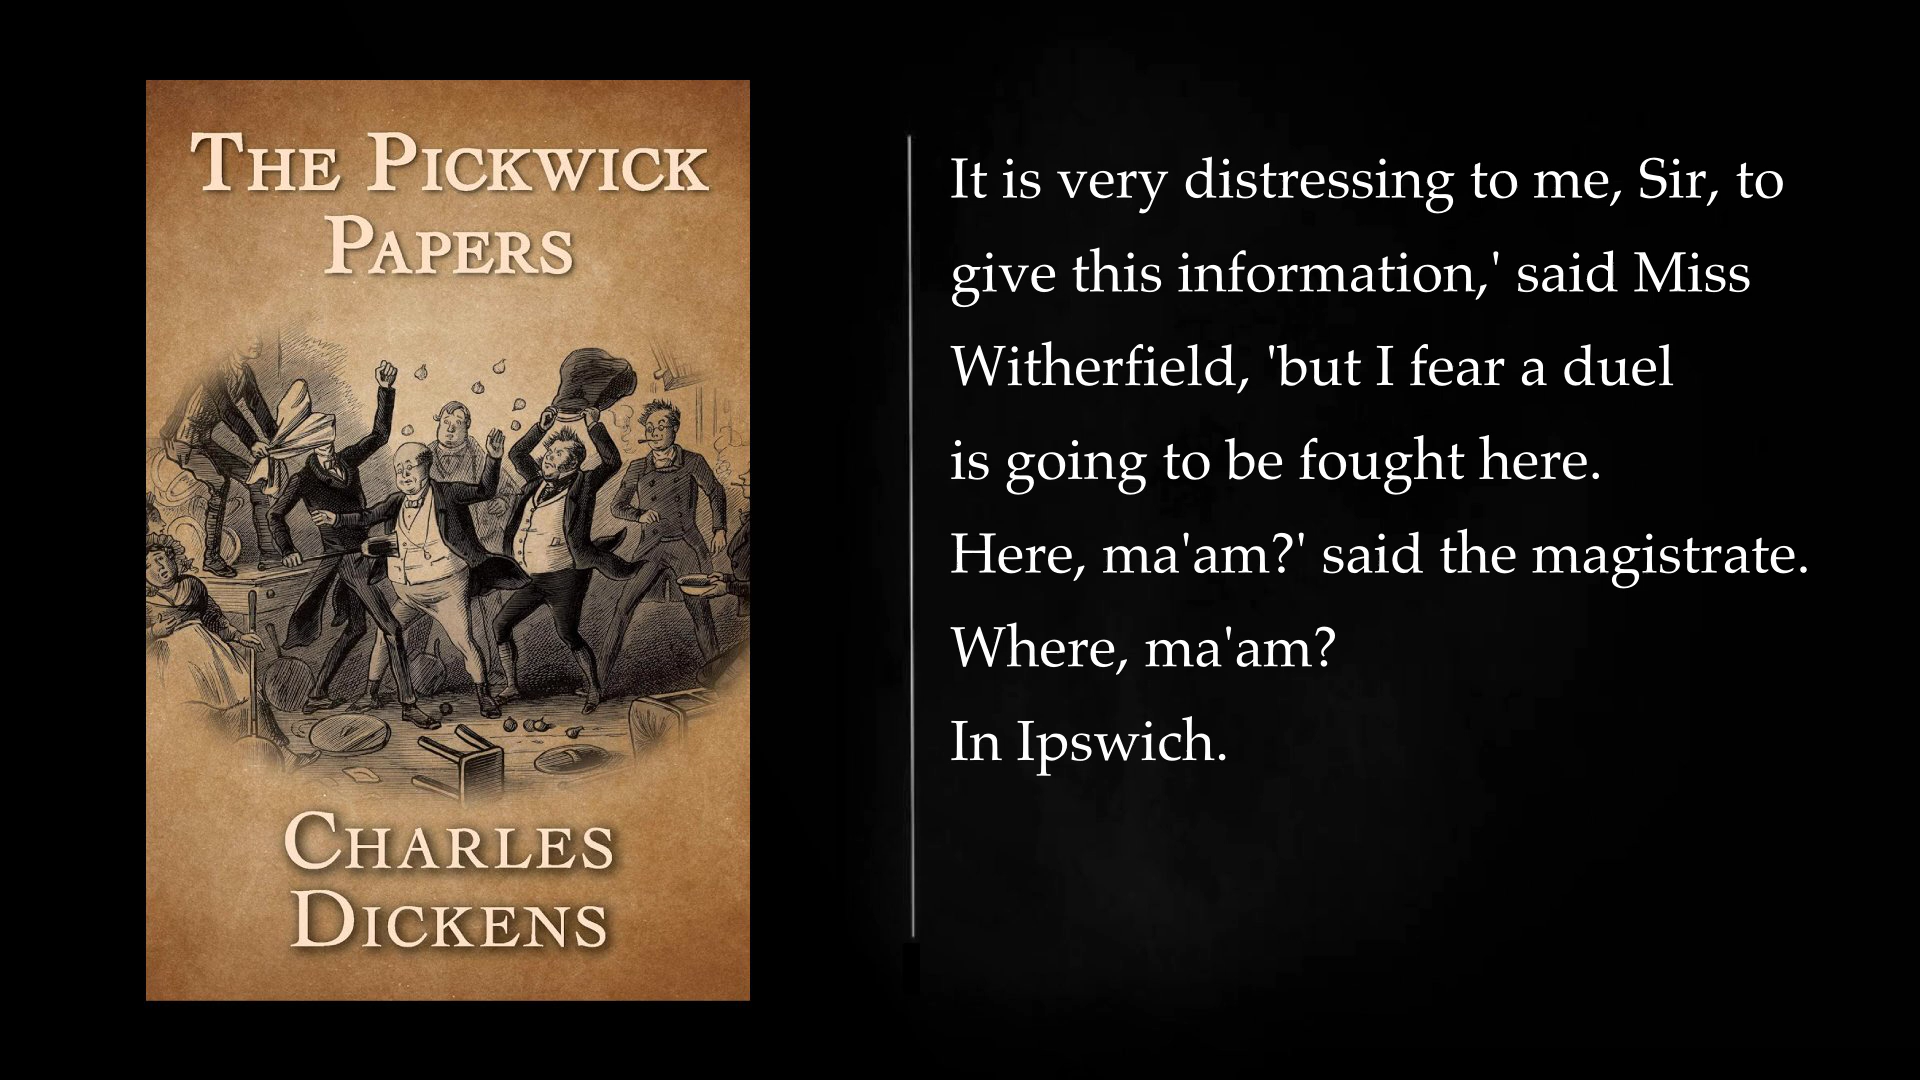 The Pickwick
Papers
Charles
Dickens
It is very distressing to me, Sir, to
give this information,' said Miss
Witherfield, 'but I fear a duel
is going to be fought here.
Here, ma'am?' said the magistrate.
Where, ma'am?
In Ipswich.